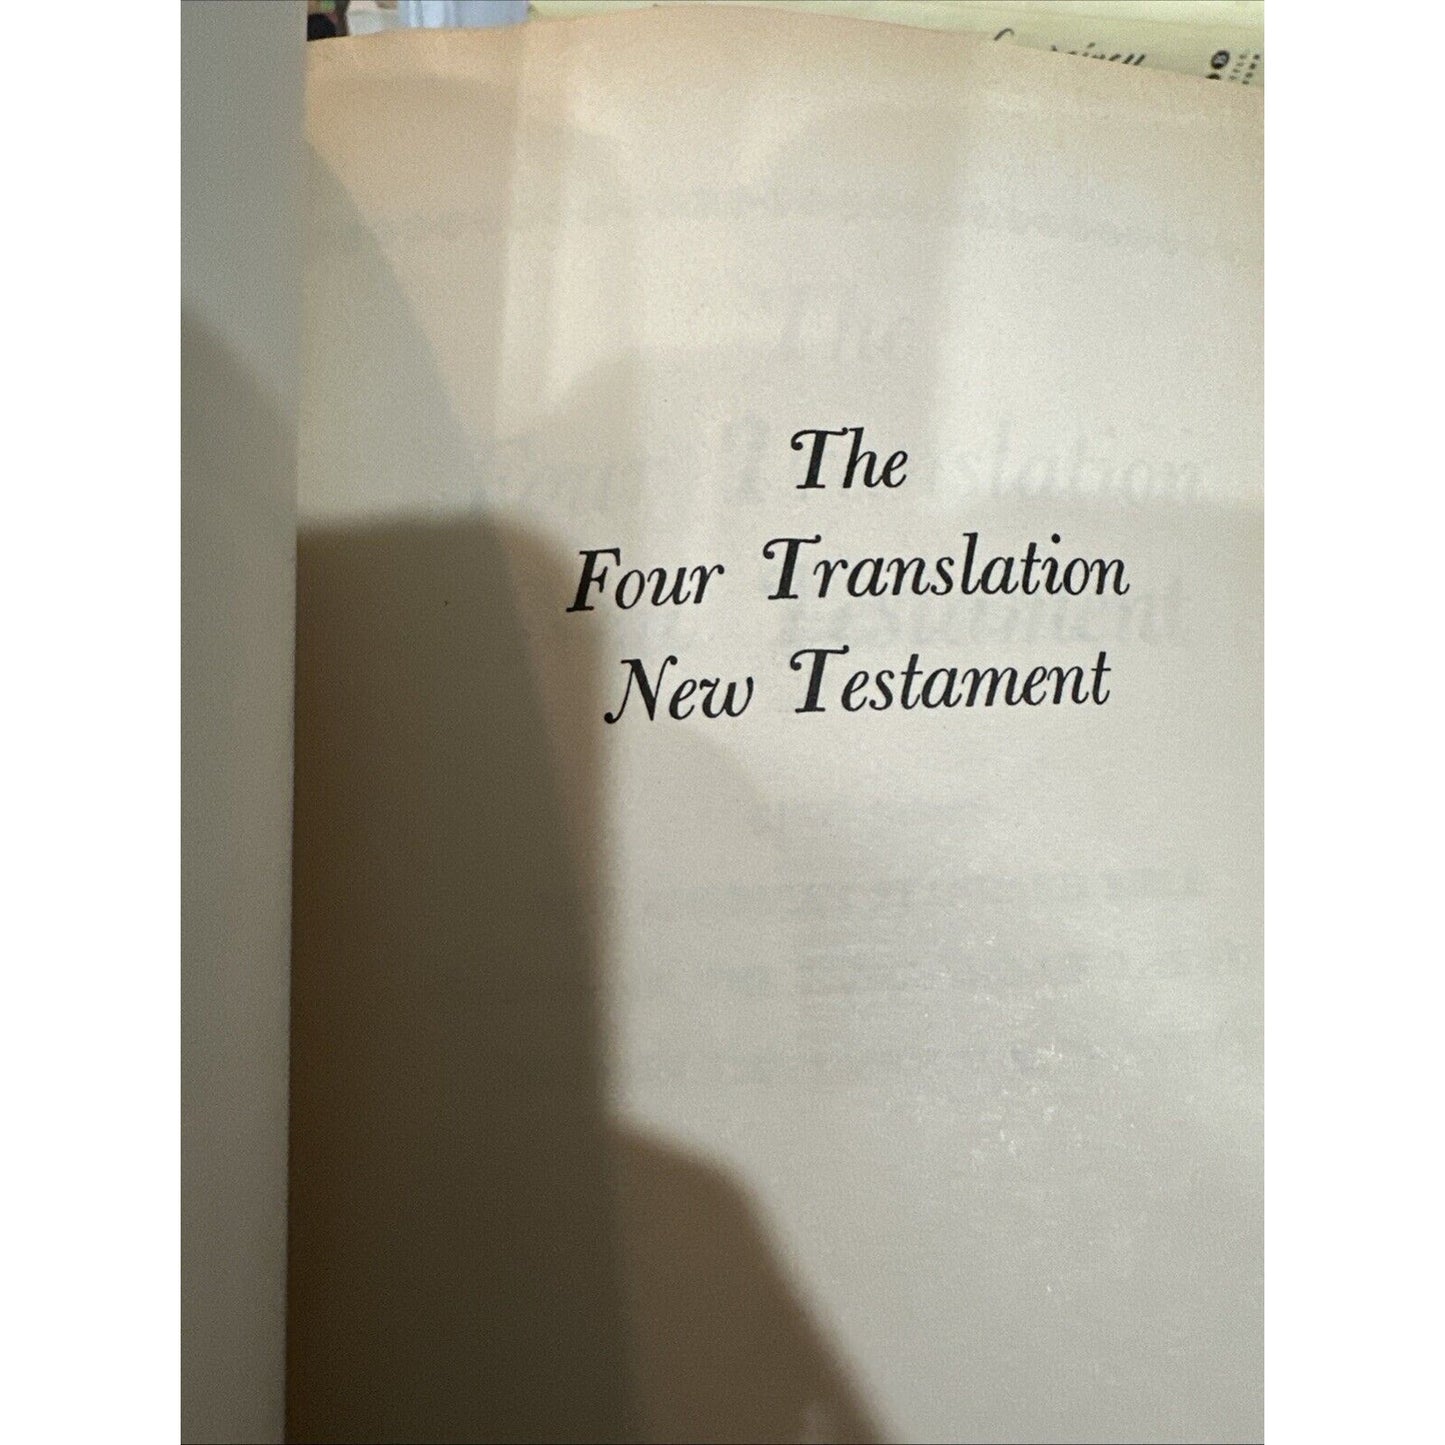 The
Four Translation
New Testament